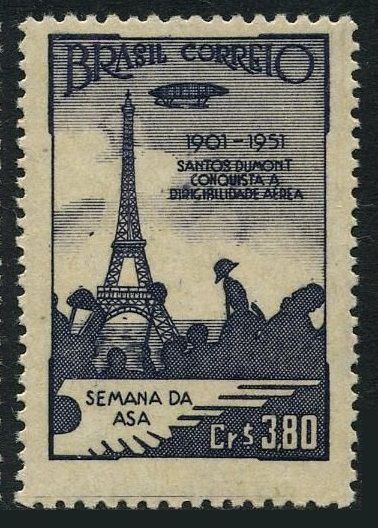 BRASIL CORREIO
1901-1951
SANTOS DUMONT
CONQUISTA A
DIRIGIBILIDADE AÉREA
SEMANA DA
ASA
Cr$ 3,80